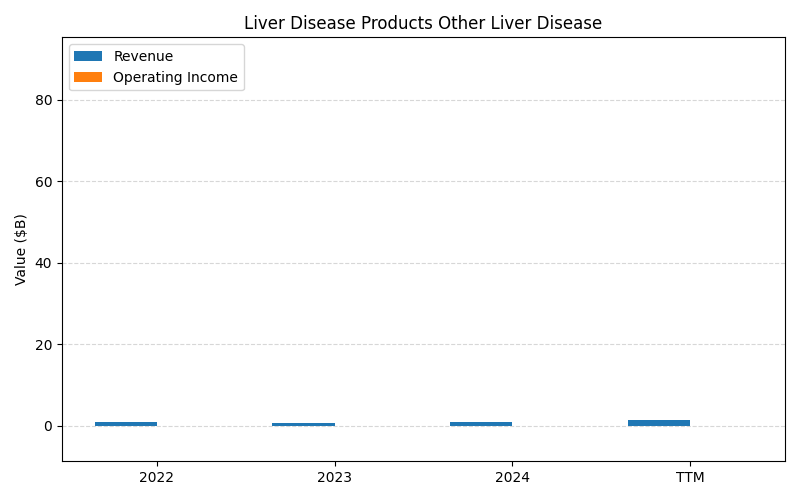 Liver Disease Products Other Liver Disease
Revenue
Operating Income
Value ($B)
80
60
40
20
0
2022
2023
2024
TTM